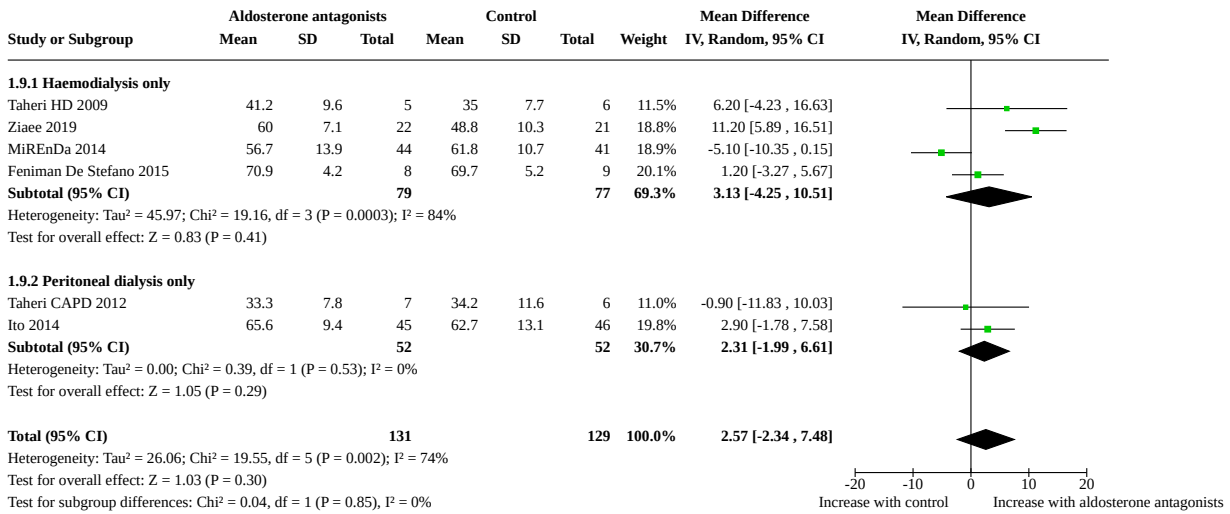 Aldosterone antagonists Control Mean Difference Mean Difference
Study or Subgroup Mean SD Total Mean SD Total Weight IV, Random, 95% CI IV, Random, 95% CI
1.9.1 Haemodialysis only
Taheri HD 2009 41.2 9.6 5 35 7.7 6 11.5% 6.20 [-4.23 , 16.63]
Ziaee 2019 60 7.1 22 48.8 10.3 21 18.8% 11.20 [5.89 , 16.51]
MiREnDa 2014 56.7 13.9 44 61.8 10.7 41 18.9% -5.10 [-10.35 , 0.15]
Feniman De Stefano 2015 70.9 4.2 8 69.7 5.2 9 20.1% 1.20 [-3.27 , 5.67]
Subtotal (95% CI) 79 77 69.3% 3.13 [-4.25 , 10.51]
Heterogeneity: Tau² = 45.97; Chi² = 19.16, df = 3 (P = 0.0003); I² = 84%
Test for overall effect: Z = 0.83 (P = 0.41)
1.9.2 Peritoneal dialysis only
Taheri CAPD 2012 33.3 7.8 7 34.2 11.6 6 11.0% -0.90 [-11.83 , 10.03]
Ito 2014 65.6 9.4 45 62.7 13.1 46 19.8% 2.90 [-1.78 , 7.58]
Subtotal (95% CI) 52 52 30.7% 2.31 [-1.99 , 6.61]
Heterogeneity: Tau² = 0.00; Chi² = 0.39, df = 1 (P = 0.53); I² = 0%
Test for overall effect: Z = 1.05 (P = 0.29)
Total (95% CI) 131 129 100.0% 2.57 [-2.34 , 7.48]
Heterogeneity: Tau² = 26.06; Chi² = 19.55, df = 5 (P = 0.002); I² = 74%
Test for overall effect: Z = 1.03 (P = 0.30)
-20 -10 0 10 20
Test for subgroup differences: Chi² = 0.04, df = 1 (P = 0.85), I² = 0%
Increase with control Increase with aldosterone antagonists